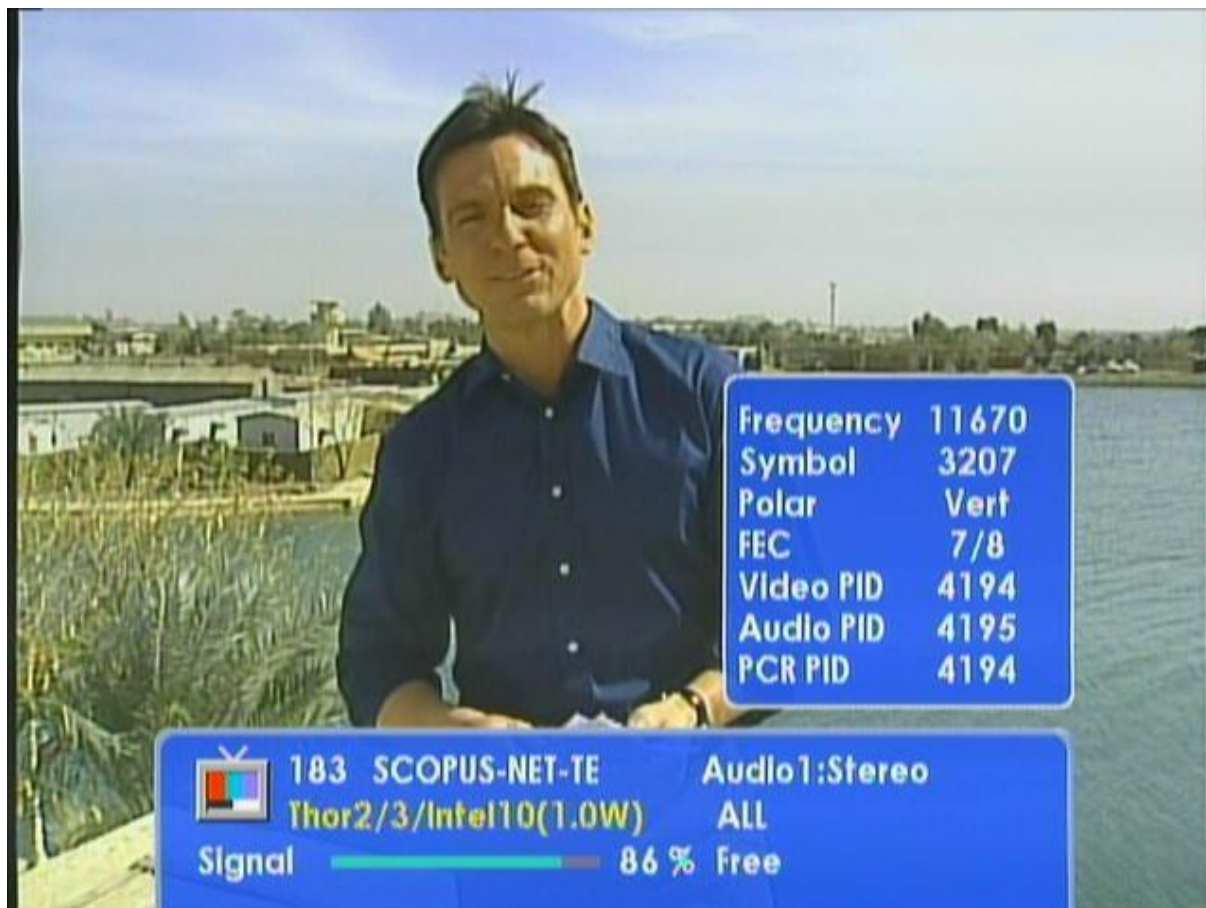 Frequency 11670
Symbol 3207
Polar Vert
FEC 7/8
Video PID 4194
Audio PID 4195
PCR PID 4194
183 SCOPUS-NET-TE Audio1:Stereo
Thor2/3/Intel10(1.0W) ALL
Signal 86% Free